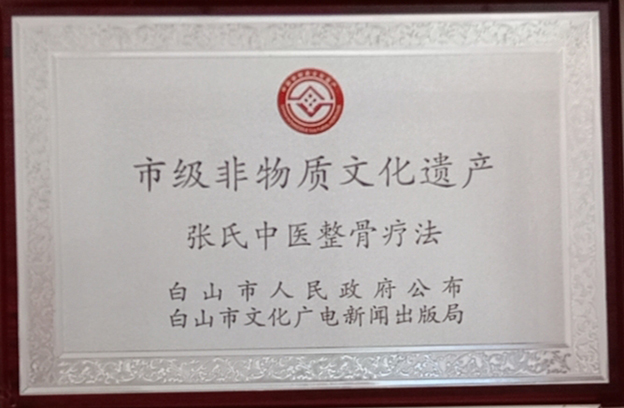 市级非物质文化遗产
张氏中医整骨疗法
白山市人民政府公布
白山市文化广电新闻出版局